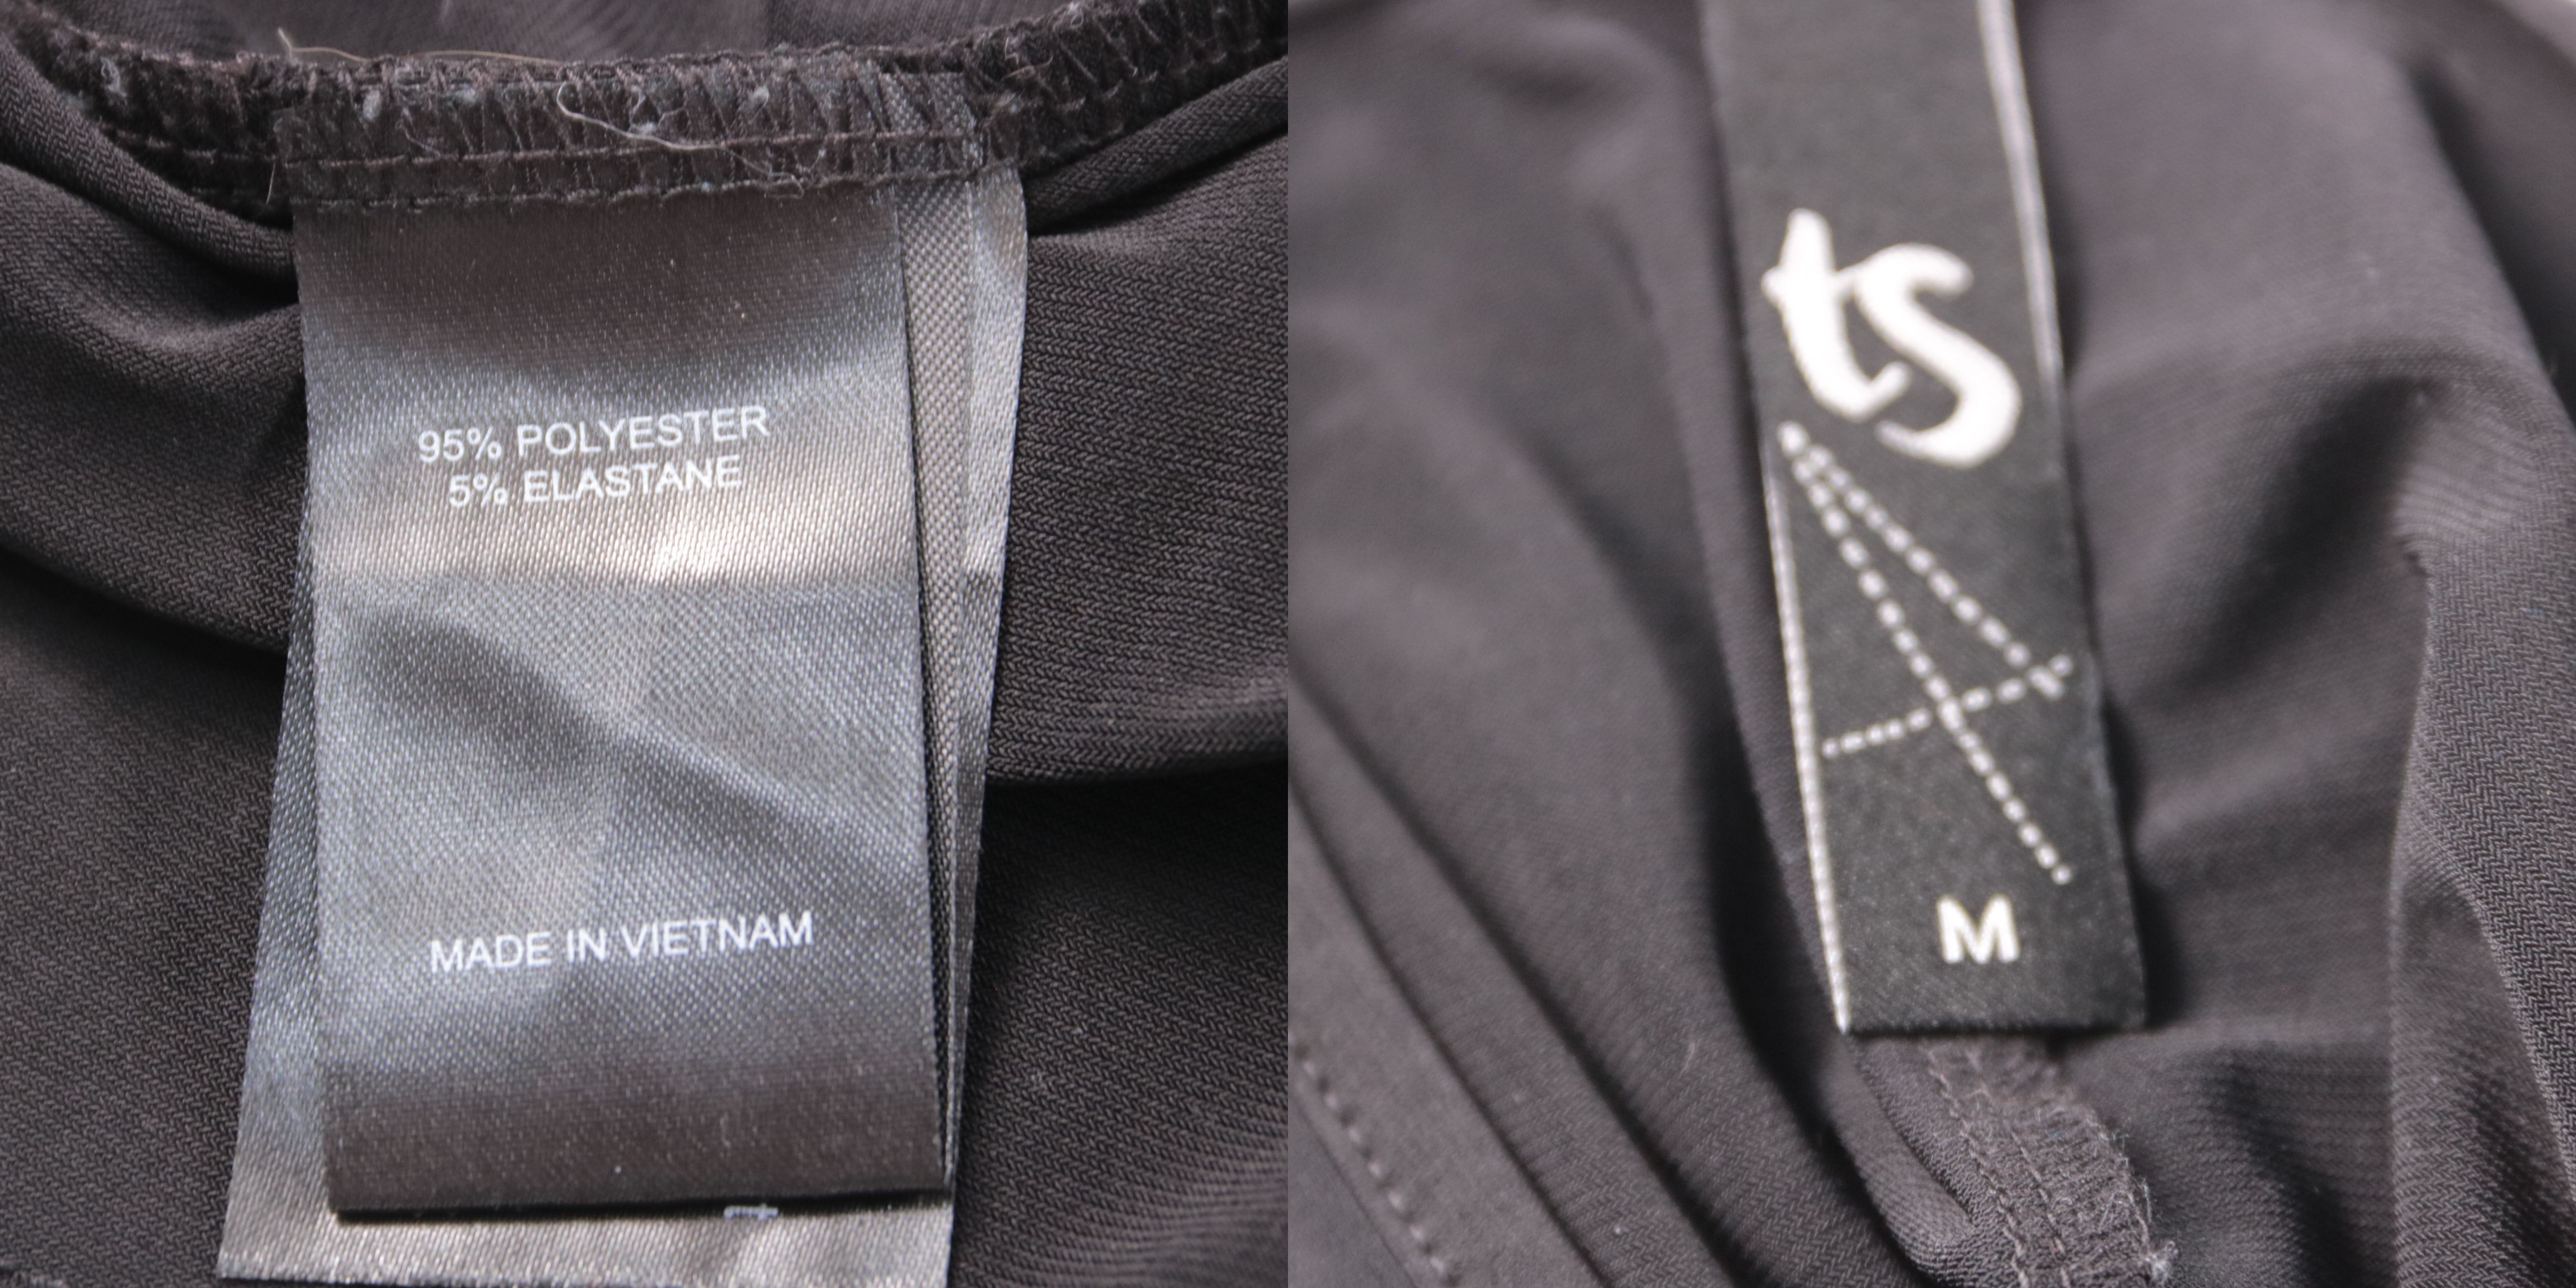 95% POLYESTER
5% ELASTANE
MADE IN VIETNAM
ts
M